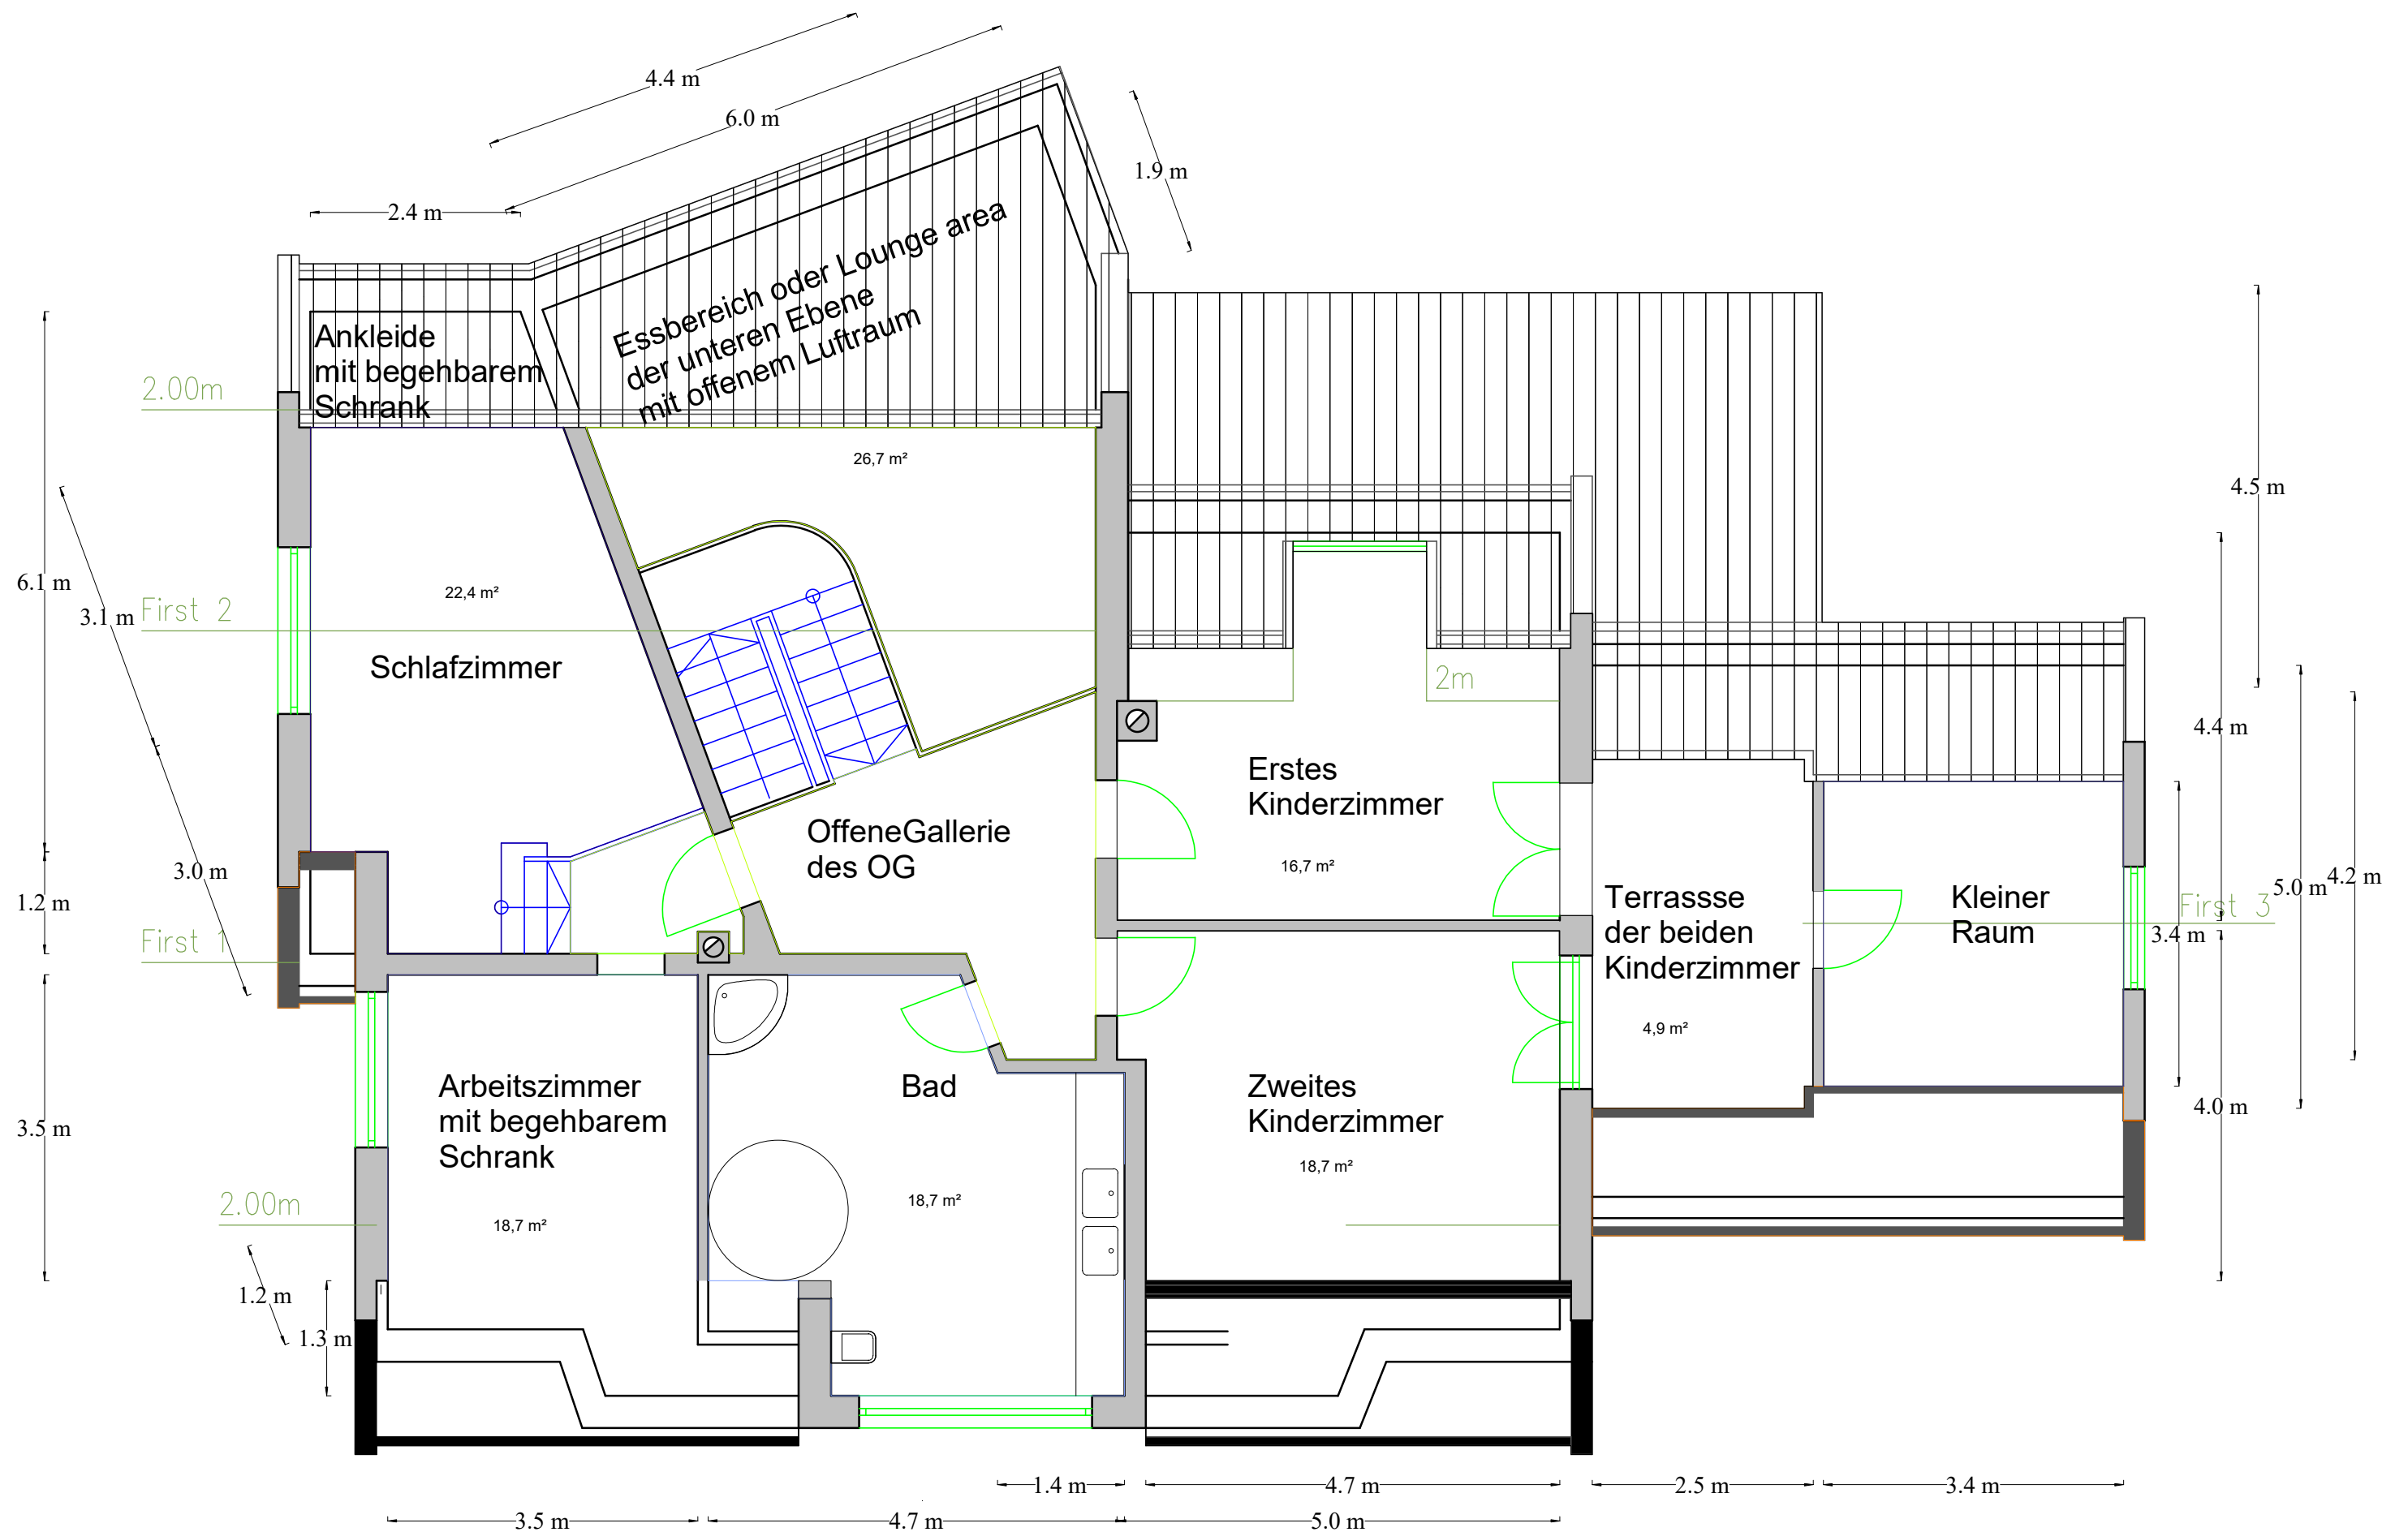 4.4 m
6.0 m
1.9 m
2.4 m
Essbereich oder Lounge area
der unteren Ebene
mit offenem Luftraum
Ankleide
mit begehbarem
Schrank
2.00m
26,7 m²
4.5 m
6.1 m
3.1 m
First 2
22,4 m²
Schlafzimmer
2m
4.4 m
Erstes
Kinderzimmer
16,7 m²
OffeneGallerie
des OG
3.0 m
1.2 m
First 1
Terrassse
der beiden
Kinderzimmer
4,9 m²
Kleiner
Raum
First 3
3.4 m
5.0 m
4.2 m
4.0 m
3.5 m
Arbeitszimmer
mit begehbarem
Schrank
18,7 m²
Bad
18,7 m²
Zweites
Kinderzimmer
18,7 m²
2.00m
1.2 m
1.3 m
1.4 m
4.7 m
2.5 m
3.4 m
3.5 m
4.7 m
5.0 m